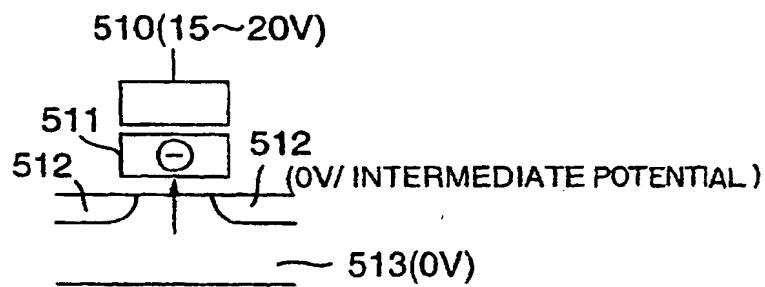 510(15～20V)
511
512
512
(0V/ INTERMEDIATE POTENTIAL)
513(0V)